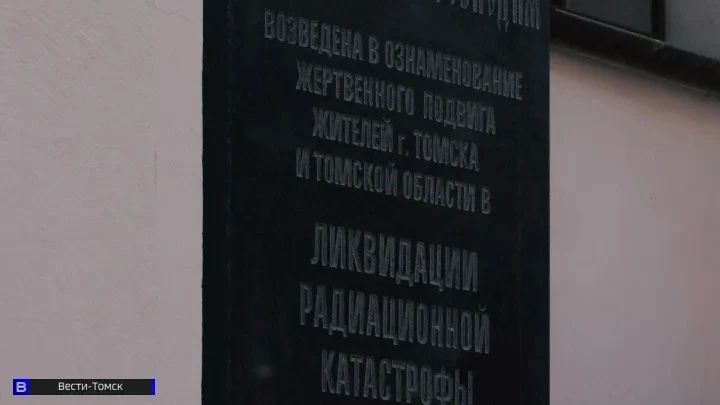 ВОЗВЕДЕНА В ОЗНАМЕНОВАНИЕ
ЖЕРТВЕННОГО ПОДВИГА
ЖИТЕЛЕЙ г. ТОМСКА
И ТОМСКОЙ ОБЛАСТИ В
ЛИКВИДАЦИИ
РАДИАЦИОННОЙ
КАТАСТРОФЫ
В Вести-Томск